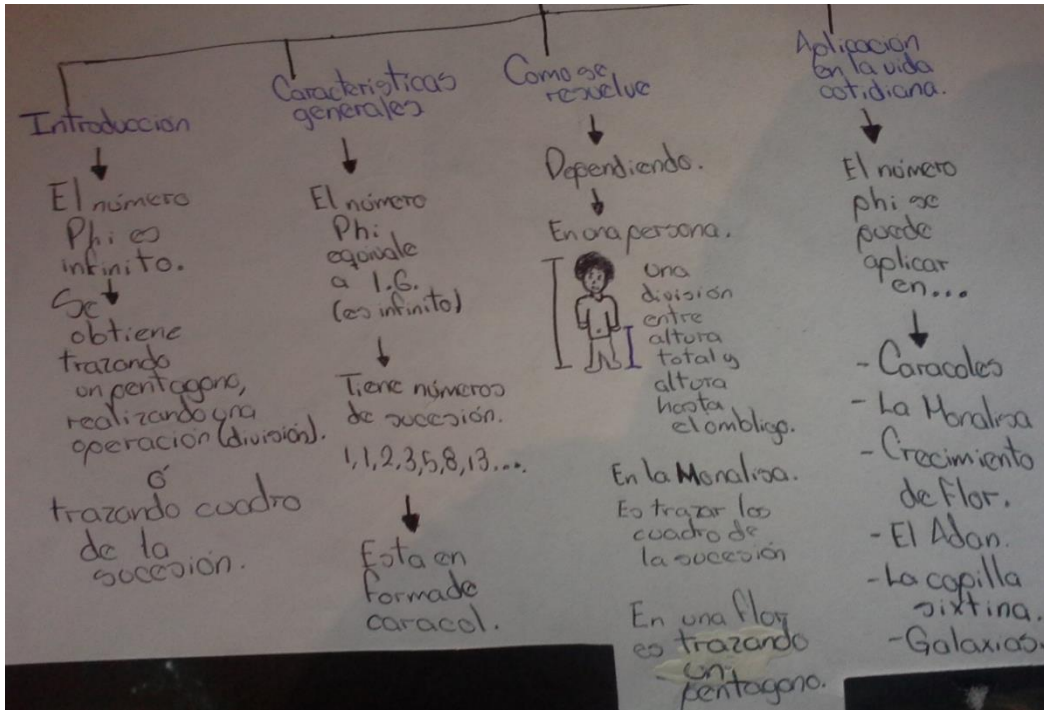 Introduccion
El número
Phi es
infinito.
Se
obtiene
trazando
un pentagono,
realizando una
operación (división).
ó
trazando cuadro
de la
sucesión.
Caracteristicas
generales
El número
Phi
equivale
a 1.6.
(es infinito)
Tiene números
de sucesión.
1,1,2,3,5,8,13....
Esta en
forma de
caracol.
Como se
resuelve
Dependiendo.
En una persona.
una
división
entre
altura
total y
altura
hasta
el ombligo.
En la Monalisa.
Es trazar los
cuadro de
la sucesión
En una flor
es trazando
un
pentagono.
Aplicacion
en la vida
cotidiana.
El número
phi se
puede
aplicar
en...
- Caracoles
- La Monalisa
- Crecimiento
de flor.
- El Adan.
- La capilla
sixtina.
- Galaxias.